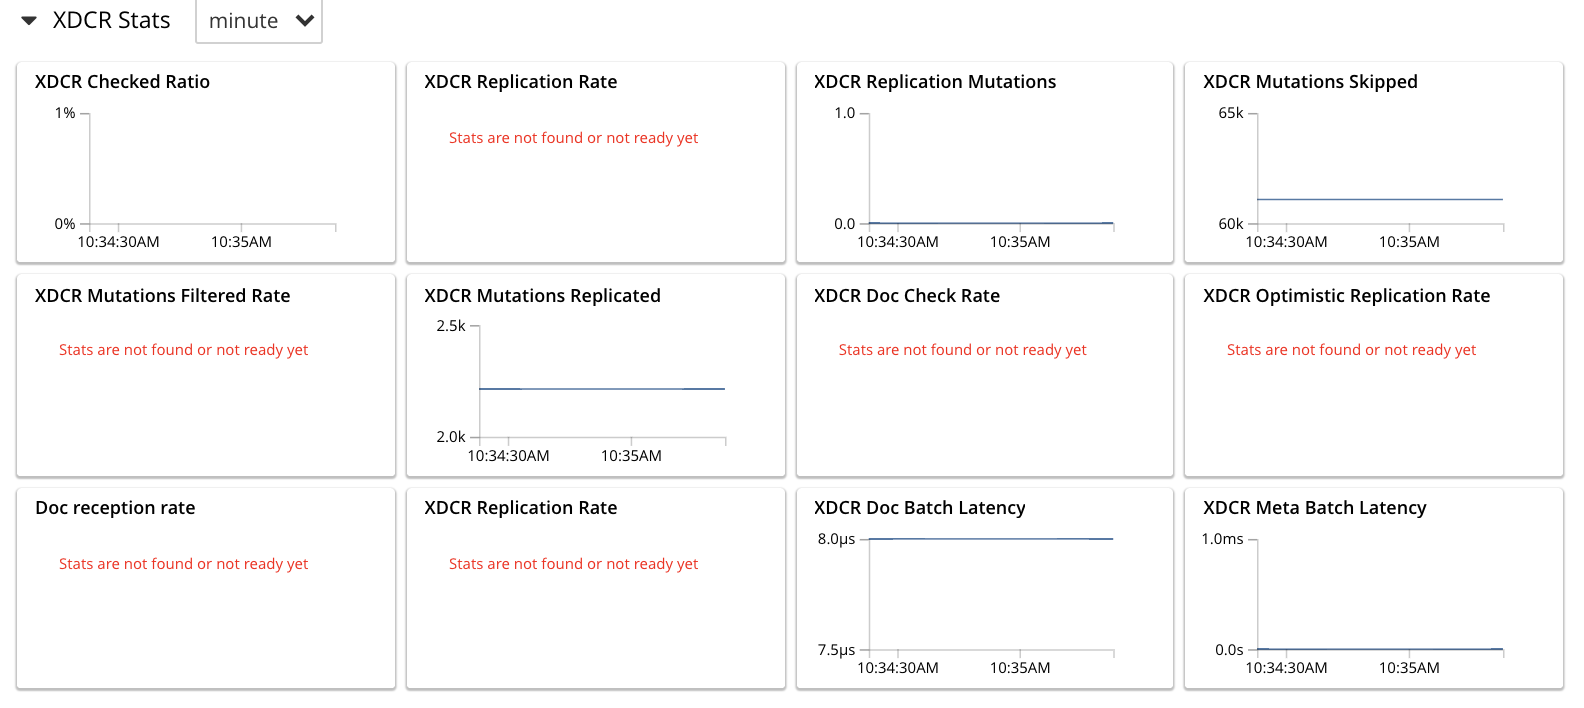 XDCR Stats
minute
XDCR Checked Ratio
1%
0%
10:34:30AM 10:35AM
XDCR Replication Rate
Stats are not found or not ready yet
XDCR Replication Mutations
1.0
0.0
10:34:30AM 10:35AM
XDCR Mutations Skipped
65k
60k
10:34:30AM 10:35AM
XDCR Mutations Filtered Rate
Stats are not found or not ready yet
XDCR Mutations Replicated
2.5k
2.0k
10:34:30AM 10:35AM
XDCR Doc Check Rate
Stats are not found or not ready yet
XDCR Optimistic Replication Rate
Stats are not found or not ready yet
Doc reception rate
Stats are not found or not ready yet
XDCR Replication Rate
Stats are not found or not ready yet
XDCR Doc Batch Latency
8.0µs
7.5µs
10:34:30AM 10:35AM
XDCR Meta Batch Latency
1.0ms
0.0s
10:34:30AM 10:35AM